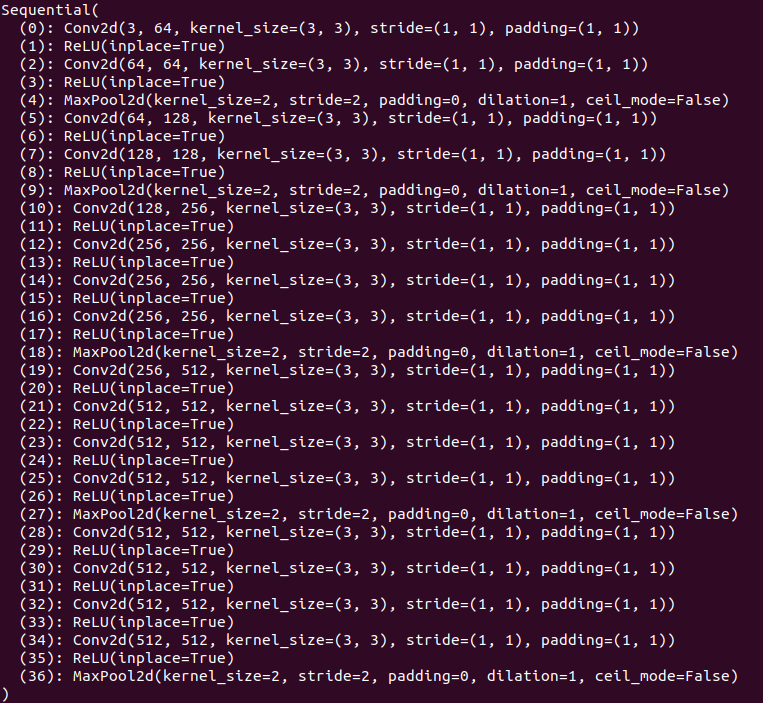 Sequential(
  (0): Conv2d(3, 64, kernel_size=(3, 3), stride=(1, 1), padding=(1, 1))
  (1): ReLU(inplace=True)
  (2): Conv2d(64, 64, kernel_size=(3, 3), stride=(1, 1), padding=(1, 1))
  (3): ReLU(inplace=True)
  (4): MaxPool2d(kernel_size=2, stride=2, padding=0, dilation=1, ceil_mode=False)
  (5): Conv2d(64, 128, kernel_size=(3, 3), stride=(1, 1), padding=(1, 1))
  (6): ReLU(inplace=True)
  (7): Conv2d(128, 128, kernel_size=(3, 3), stride=(1, 1), padding=(1, 1))
  (8): ReLU(inplace=True)
  (9): MaxPool2d(kernel_size=2, stride=2, padding=0, dilation=1, ceil_mode=False)
  (10): Conv2d(128, 256, kernel_size=(3, 3), stride=(1, 1), padding=(1, 1))
  (11): ReLU(inplace=True)
  (12): Conv2d(256, 256, kernel_size=(3, 3), stride=(1, 1), padding=(1, 1))
  (13): ReLU(inplace=True)
  (14): Conv2d(256, 256, kernel_size=(3, 3), stride=(1, 1), padding=(1, 1))
  (15): ReLU(inplace=True)
  (16): Conv2d(256, 256, kernel_size=(3, 3), stride=(1, 1), padding=(1, 1))
  (17): ReLU(inplace=True)
  (18): MaxPool2d(kernel_size=2, stride=2, padding=0, dilation=1, ceil_mode=False)
  (19): Conv2d(256, 512, kernel_size=(3, 3), stride=(1, 1), padding=(1, 1))
  (20): ReLU(inplace=True)
  (21): Conv2d(512, 512, kernel_size=(3, 3), stride=(1, 1), padding=(1, 1))
  (22): ReLU(inplace=True)
  (23): Conv2d(512, 512, kernel_size=(3, 3), stride=(1, 1), padding=(1, 1))
  (24): ReLU(inplace=True)
  (25): Conv2d(512, 512, kernel_size=(3, 3), stride=(1, 1), padding=(1, 1))
  (26): ReLU(inplace=True)
  (27): MaxPool2d(kernel_size=2, stride=2, padding=0, dilation=1, ceil_mode=False)
  (28): Conv2d(512, 512, kernel_size=(3, 3), stride=(1, 1), padding=(1, 1))
  (29): ReLU(inplace=True)
  (30): Conv2d(512, 512, kernel_size=(3, 3), stride=(1, 1), padding=(1, 1))
  (31): ReLU(inplace=True)
  (32): Conv2d(512, 512, kernel_size=(3, 3), stride=(1, 1), padding=(1, 1))
  (33): ReLU(inplace=True)
  (34): Conv2d(512, 512, kernel_size=(3, 3), stride=(1, 1), padding=(1, 1))
  (35): ReLU(inplace=True)
  (36): MaxPool2d(kernel_size=2, stride=2, padding=0, dilation=1, ceil_mode=False)
)